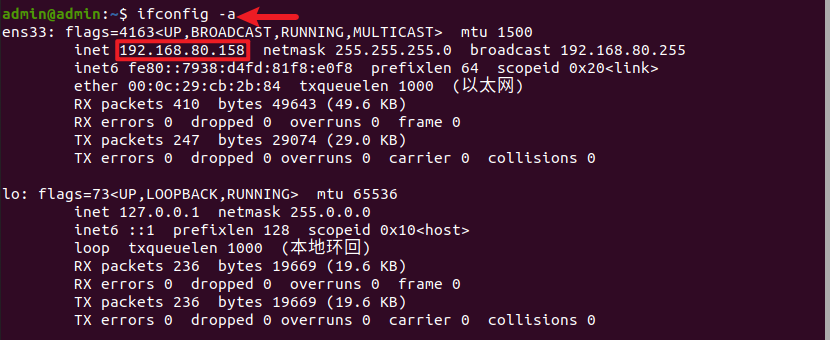 admin@admin:~$ ifconfig -a
ens33: flags=4163<UP,BROADCAST,RUNNING,MULTICAST>  mtu 1500
        inet 192.168.80.158  netmask 255.255.255.0  broadcast 192.168.80.255
        inet6 fe80::7938:d4fd:81f8:e0f8  prefixlen 64  scopeid 0x20<link>
        ether 00:0c:29:cb:2b:84  txqueuelen 1000  (以太网)
        RX packets 410  bytes 49643 (49.6 KB)
        RX errors 0  dropped 0  overruns 0  frame 0
        TX packets 247  bytes 29074 (29.0 KB)
        TX errors 0  dropped 0 overruns 0  carrier 0  collisions 0

lo: flags=73<UP,LOOPBACK,RUNNING>  mtu 65536
        inet 127.0.0.1  netmask 255.0.0.0
        inet6 ::1  prefixlen 128  scopeid 0x10<host>
        loop  txqueuelen 1000  (本地环回)
        RX packets 236  bytes 19669 (19.6 KB)
        RX errors 0  dropped 0  overruns 0  frame 0
        TX packets 236  bytes 19669 (19.6 KB)
        TX errors 0  dropped 0 overruns 0  carrier 0  collisions 0